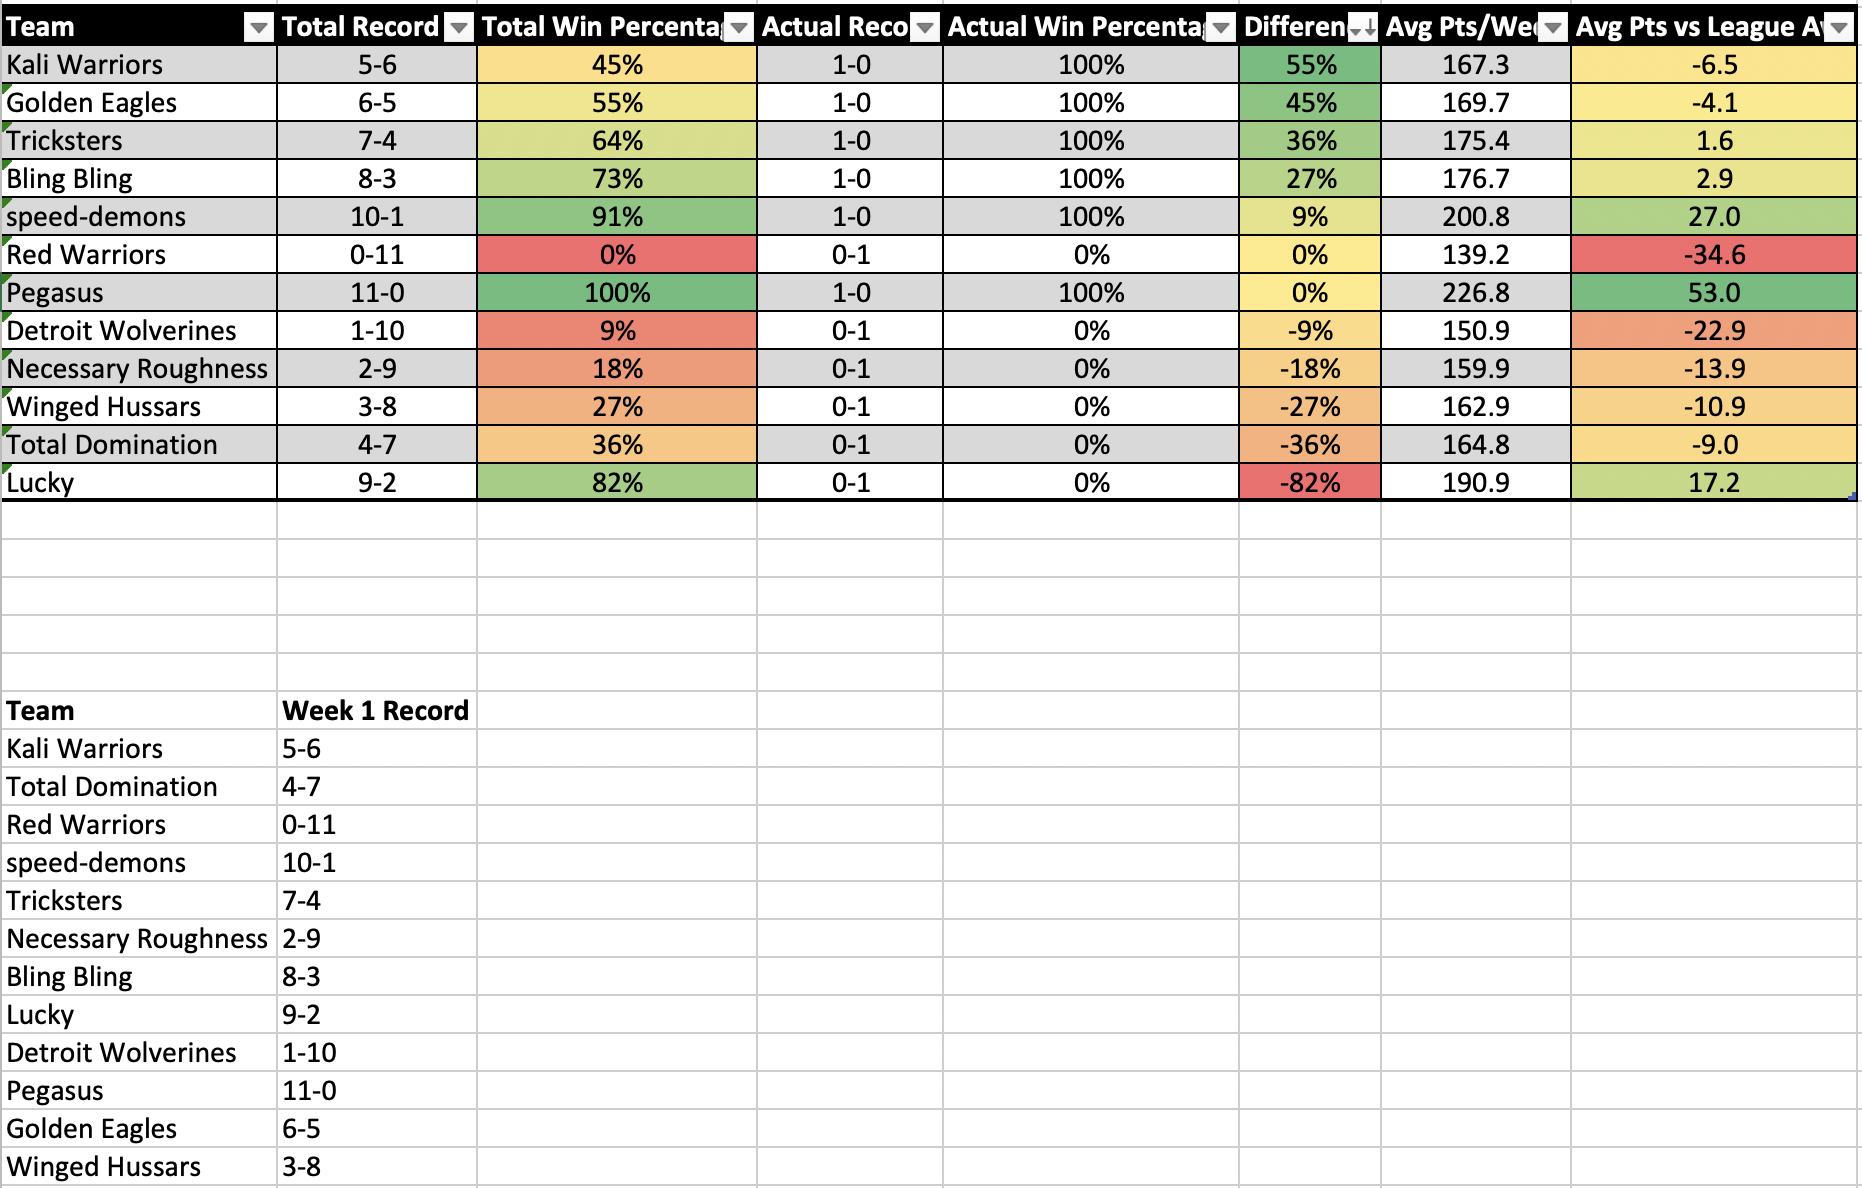 Team Total Record Total Win Percenta Actual Reco Actual Win Percenta Differen Avg Pts/We Avg Pts vs League A
Kali Warriors 5-6 45% 1-0 100% 55% 167.3 -6.5
Golden Eagles 6-5 55% 1-0 100% 45% 169.7 -4.1
Tricksters 7-4 64% 1-0 100% 36% 175.4 1.6
Bling Bling 8-3 73% 1-0 100% 27% 176.7 2.9
speed-demons 10-1 91% 1-0 100% 9% 200.8 27.0
Red Warriors 0-11 0% 0-1 0% 0% 139.2 -34.6
Pegasus 11-0 100% 1-0 100% 0% 226.8 53.0
Detroit Wolverines 1-10 9% 0-1 0% -9% 150.9 -22.9
Necessary Roughness 2-9 18% 0-1 0% -18% 159.9 -13.9
Winged Hussars 3-8 27% 0-1 0% -27% 162.9 -10.9
Total Domination 4-7 36% 0-1 0% -36% 164.8 -9.0
Lucky 9-2 82% 0-1 0% -82% 190.9 17.2
Team Week 1 Record
Kali Warriors 5-6
Total Domination 4-7
Red Warriors 0-11
speed-demons 10-1
Tricksters 7-4
Necessary Roughness 2-9
Bling Bling 8-3
Lucky 9-2
Detroit Wolverines 1-10
Pegasus 11-0
Golden Eagles 6-5
Winged Hussars 3-8